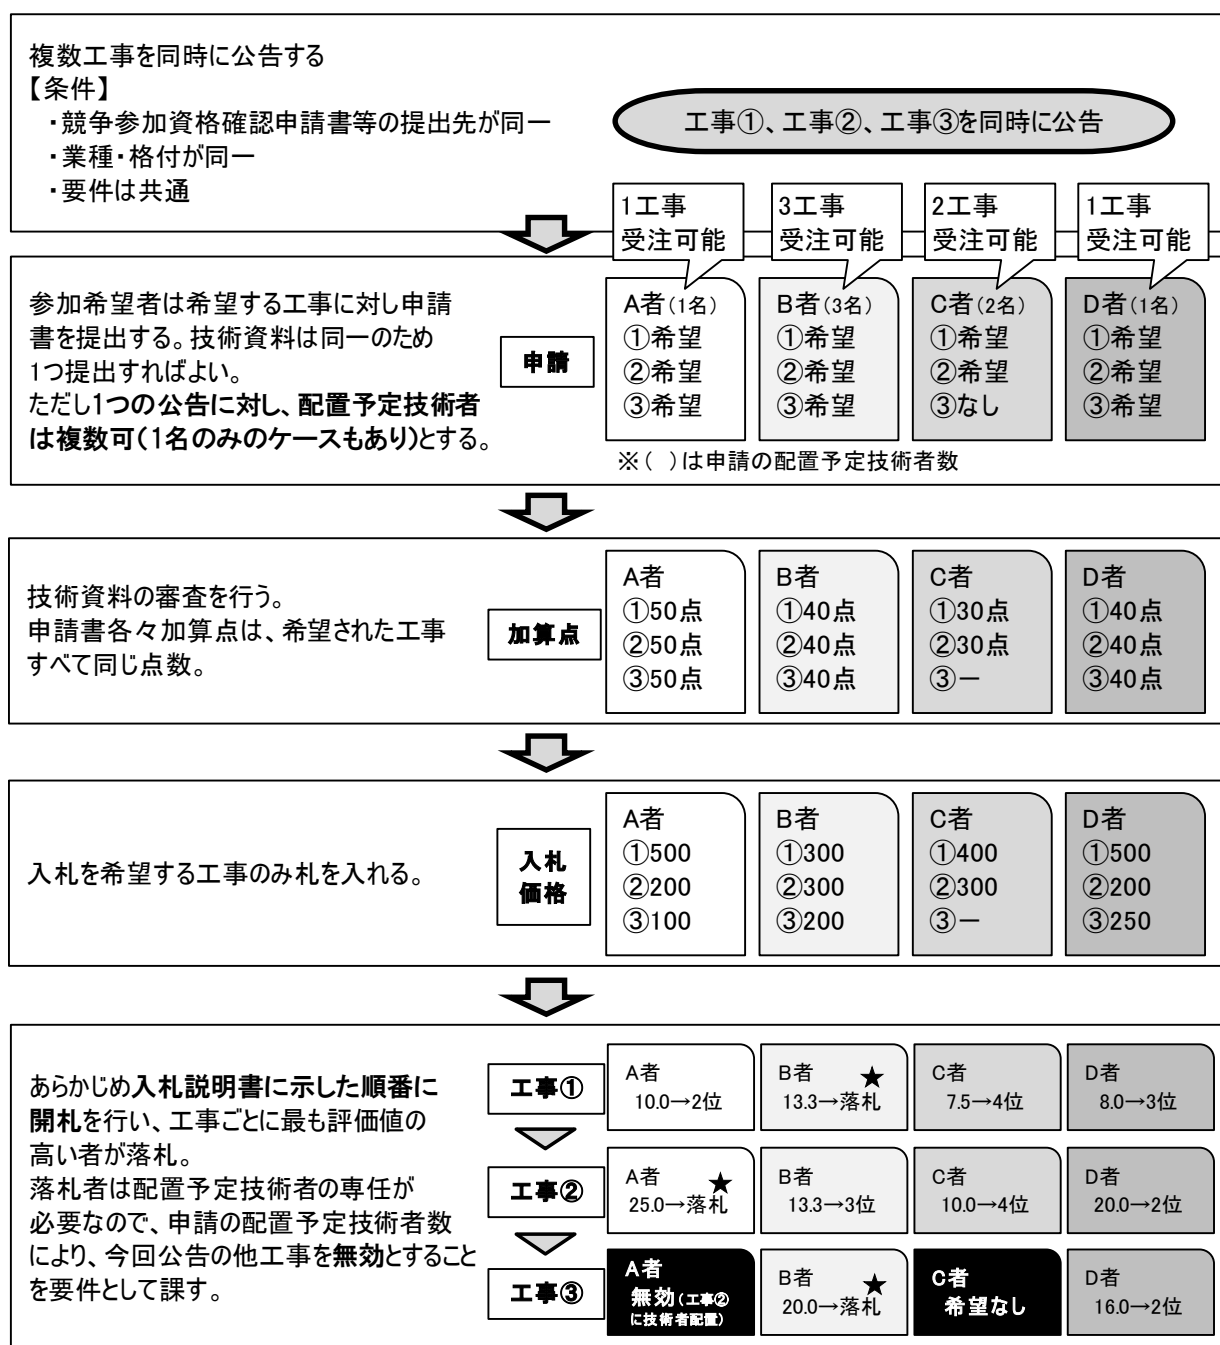 複数工事を同時に公告する
【条件】
・競争参加資格確認申請書等の提出先が同一
・業種・格付が同一
・要件は共通
工事①、工事②、工事③を同時に公告
1工事
受注可能
3工事
受注可能
2工事
受注可能
1工事
受注可能
参加希望者は希望する工事に対し申請
書を提出する。技術資料は同一のため
1つ提出すればよい。
ただし1つの公告に対し、配置予定技術者
は複数可(1名のみのケースもあり)とする。
申請
A者(1名)
①希望
②希望
③希望
B者(3名)
①希望
②希望
③希望
C者(2名)
①希望
②希望
③なし
D者(1名)
①希望
②希望
③希望
※( )は申請の配置予定技術者数
技術資料の審査を行う。
申請書各々加算点は、希望された工事
すべて同じ点数。
加算点
A者
①50点
②50点
③50点
B者
①40点
②40点
③40点
C者
①30点
②30点
③ー
D者
①40点
②40点
③40点
入札を希望する工事のみ札を入れる。
入札
価格
A者
①500
②200
③100
B者
①300
②300
③200
C者
①400
②300
③ー
D者
①500
②200
③250
あらかじめ入札説明書に示した順番に
開札を行い、工事ごとに最も評価値の
高い者が落札。
落札者は配置予定技術者の専任が
必要なので、申請の配置予定技術者数
により、今回公告の他工事を無効とすること
を要件として課す。
工事①
A者
10.0→2位
B者 ★
13.3→落札
C者
7.5→4位
D者
8.0→3位
工事②
A者 ★
25.0→落札
B者
13.3→3位
C者
10.0→4位
D者
20.0→2位
工事③
A者
無効(工事②
に技術者配置)
B者 ★
20.0→落札
C者
希望なし
D者
16.0→2位